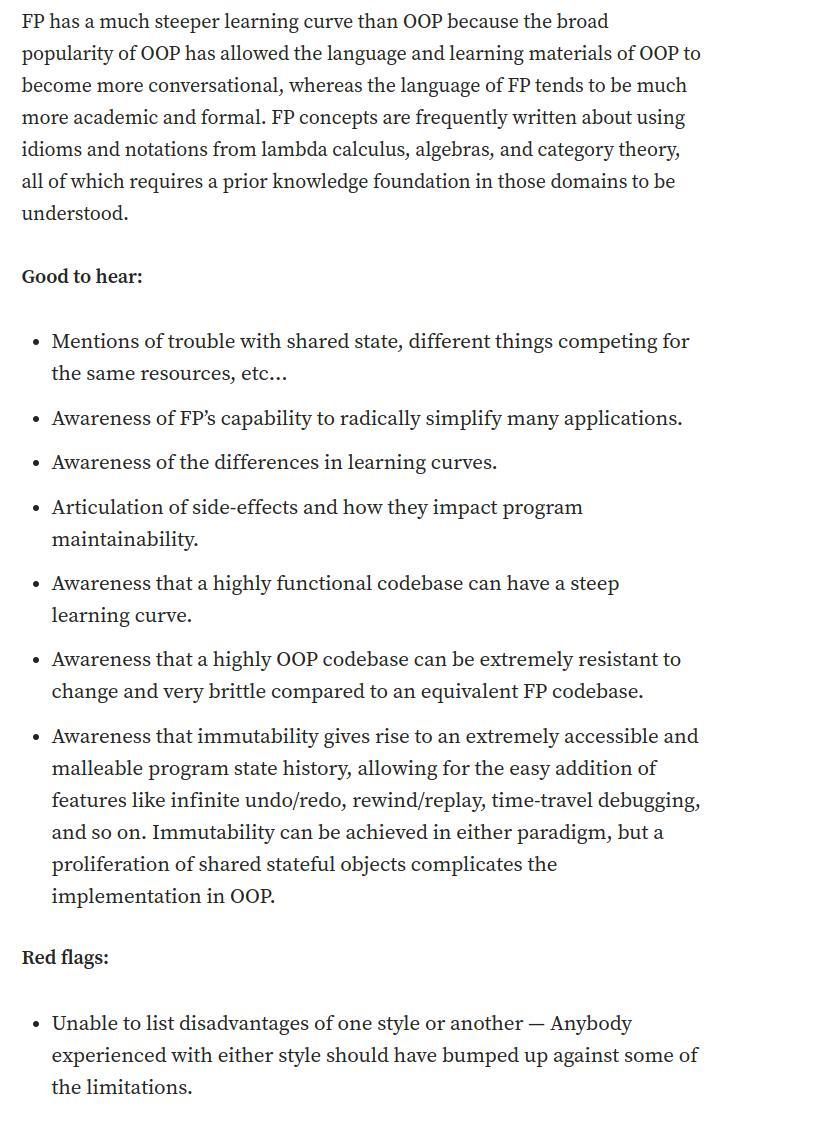 FP has a much steeper learning curve than OOP because the broad
popularity of OOP has allowed the language and learning materials of OOP to
become more conversational, whereas the language of FP tends to be much
more academic and formal. FP concepts are frequently written about using
idioms and notations from lambda calculus, algebras, and category theory,
all of which requires a prior knowledge foundation in those domains to be
understood.
Good to hear:
• Mentions of trouble with shared state, different things competing for
the same resources, etc…
• Awareness of FP’s capability to radically simplify many applications.
• Awareness of the differences in learning curves.
• Articulation of side-effects and how they impact program
maintainability.
• Awareness that a highly functional codebase can have a steep
learning curve.
• Awareness that a highly OOP codebase can be extremely resistant to
change and very brittle compared to an equivalent FP codebase.
• Awareness that immutability gives rise to an extremely accessible and
malleable program state history, allowing for the easy addition of
features like infinite undo/redo, rewind/replay, time-travel debugging,
and so on. Immutability can be achieved in either paradigm, but a
proliferation of shared stateful objects complicates the
implementation in OOP.
Red flags:
• Unable to list disadvantages of one style or another — Anybody
experienced with either style should have bumped up against some of
the limitations.